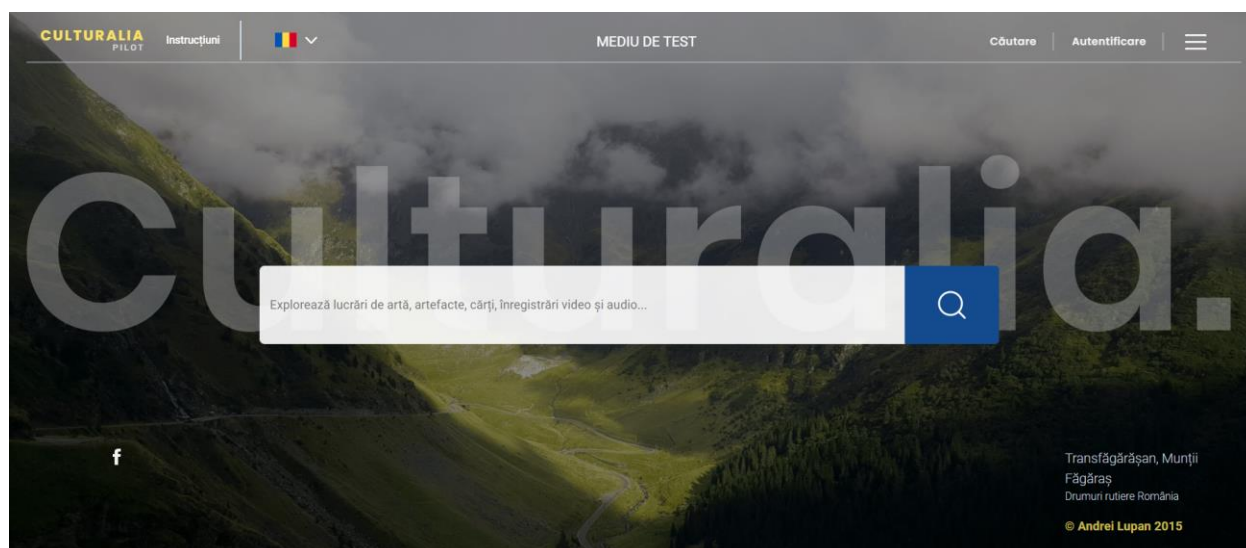 CULTURALIA
PILOT
Instrucțiuni
MEDIU DE TEST
Căutare
Autentificare
Culturalia.
Explorează lucrări de artă, artefacte, cărți, înregistrări video și audio...
f
Transfăgărășan, Munții
Făgăraș
Drumuri rutiere România
© Andrei Lupan 2015